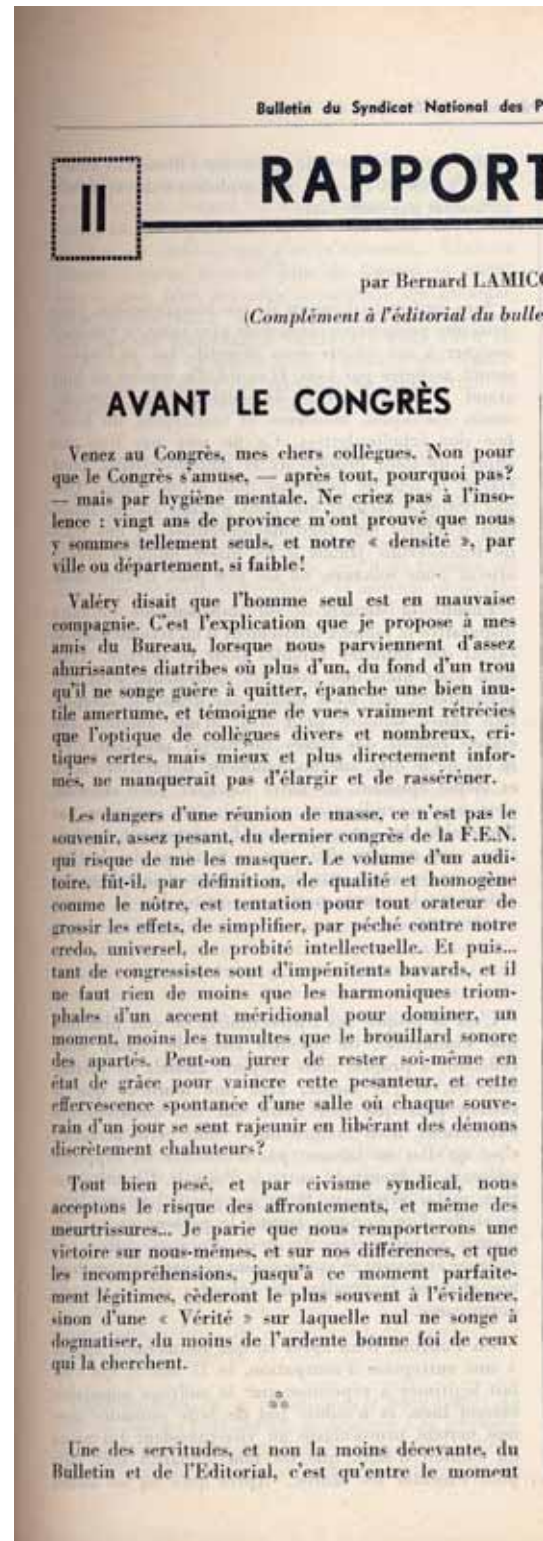 Bulletin du Syndicat National des P
II
RAPPORT
par Bernard LAMICO
(Complément à l'éditorial du bulle
AVANT LE CONGRÈS
Venez au Congrès, mes chers collègues. Non pour
que le Congrès s'amuse, — après tout, pourquoi pas?
— mais par hygiène mentale. Ne criez pas à l'inso-
lence : vingt ans de province m'ont prouvé que nous
y sommes tellement seuls, et notre « densité », par
ville ou département, si faible!
Valéry disait que l'homme seul est en mauvaise
compagnie. C'est l'explication que je propose à mes
amis du Bureau, lorsque nous parviennent d'assez
ahurissantes diatribes où plus d'un, du fond d'un trou
qu'il ne songe guère à quitter, épanche une bien inu-
tile amertume, et témoigne de vues vraiment rétrécies
que l'optique de collègues divers et nombreux, cri-
tiques certes, mais mieux et plus directement infor-
més, ne manquerait pas d'élargir et de rasséréner.
Les dangers d'une réunion de masse, ce n'est pas le
souvenir, assez pesant, du dernier congrès de la F.E.N.
qui risque de me les masquer. Le volume d'un audi-
toire, fût-il, par définition, de qualité et homogène
comme le nôtre, est tentation pour tout orateur de
grossir les effets, de simplifier, par péché contre notre
credo, universel, de probité intellectuelle. Et puis...
tant de congressistes sont d'impénitents bavards, et il
ne faut rien de moins que les harmoniques triom-
phales d'un accent méridional pour dominer, un
moment, moins les tumultes que le brouillard sonore
des apartés. Peut-on jurer de rester soi-même en
état de grâce pour vaincre cette pesanteur, et cette
effervescence spontanée d'une salle où chaque souve-
rain d'un jour se sent rajeunir en libérant des démons
discrètement chahuteurs?
Tout bien pesé, et par civisme syndical, nous
acceptons le risque des affrontements, et même des
meurtrissures... Je parie que nous remporterons une
victoire sur nous-mêmes, et sur nos différences, et que
les incompréhensions, jusqu'à ce moment parfaite-
ment légitimes, cèderont le plus souvent à l'évidence,
sinon d'une « Vérité » sur laquelle nul ne songe à
dogmatiser, du moins de l'ardente bonne foi de ceux
qui la cherchent.
Une des servitudes, et non la moins décevante, du
Bulletin et de l'Editorial, c'est qu'entre le moment